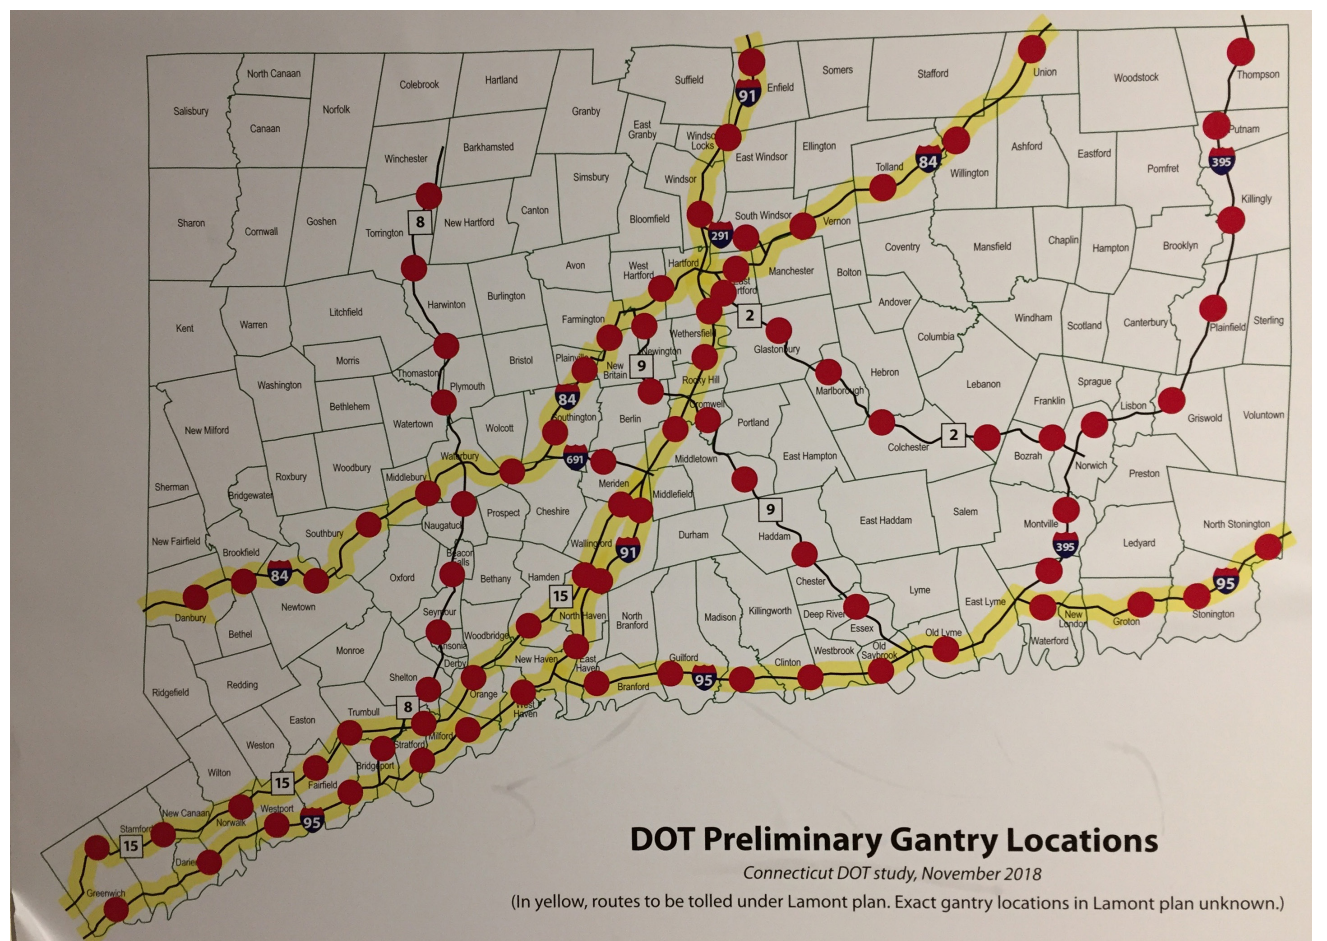 North Canaan
Colebrook
Hartland
Suffield
91
Enfield
Somers
Stafford
Union
Woodstock
Thompson
Salisbury
Canaan
Norfolk
Granby
East
Granby
Windsor
Locks
East Windsor
Ellington
Tolland
84
Willington
Ashford
Eastford
Pomfret
Putnam
395
Killingly
Winchester
Barkhamsted
Simsbury
Windsor
Sharon
Cornwall
Goshen
Torrington
8
New Hartford
Canton
Bloomfield
291
South Windsor
Vernon
Coventry
Mansfield
Chaplin
Hampton
Brooklyn
Avon
West
Hartford
Hartford
East
Manchester
Bolton
Andover
Kent
Warren
Litchfield
Harwinton
Burlington
Farmington
Wethersfield
2
Glastonbury
Columbia
Windham
Scotland
Canterbury
Plainfield
Sterling
Morris
Thomaston
Plymouth
Bristol
Plainville
New
Britain
9
Newington
Rocky Hill
Marlborough
Hebron
Lebanon
Franklin
Sprague
Lisbon
Griswold
Voluntown
Washington
Bethlehem
Watertown
Wolcott
84
Southington
Berlin
Cromwell
Portland
Colchester
2
Bozrah
Norwich
Preston
New Milford
Woodbury
Waterbury
691
Middletown
East Hampton
Sherman
Bridgewater
Roxbury
Middlebury
Meriden
Middlefield
New Fairfield
Brookfield
Southbury
Naugatuck
Prospect
Cheshire
Wallingford
91
Durham
9
Haddam
East Haddam
Salem
Montville
395
Ledyard
North Stonington
Danbury
84
Newtown
Oxford
Beacon
Falls
Bethany
Hamden
15
North Haven
North
Branford
Madison
Killingworth
Chester
Deep River
Essex
Lyme
East Lyme
New
London
Waterford
Groton
95
Stonington
Bethel
Monroe
Seymour
Ansonia
Derby
Woodbridge
New Haven
East
Haven
Branford
Guilford
95
Clinton
Westbrook
Old
Saybrook
Old Lyme
Ridgefield
Redding
Shelton
8
Orange
West
Haven
Easton
Trumbull
Stratford
Milford
Weston
Bridgeport
Wilton
15
Fairfield
New Canaan
Norwalk
Westport
95
Stamford
15
Darien
Greenwich
DOT Preliminary Gantry Locations
Connecticut DOT study, November 2018
(In yellow, routes to be tolled under Lamont plan. Exact gantry locations in Lamont plan unknown.)